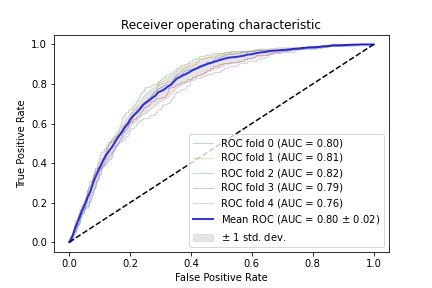 Receiver operating characteristic
True Positive Rate
1.0
0.8
0.6
0.4
0.2
0.0
ROC fold 0 (AUC = 0.80)
ROC fold 1 (AUC = 0.81)
ROC fold 2 (AUC = 0.82)
ROC fold 3 (AUC = 0.79)
ROC fold 4 (AUC = 0.76)
Mean ROC (AUC = 0.80 ± 0.02)
± 1 std. dev.
0.0 0.2 0.4 0.6 0.8 1.0
False Positive Rate